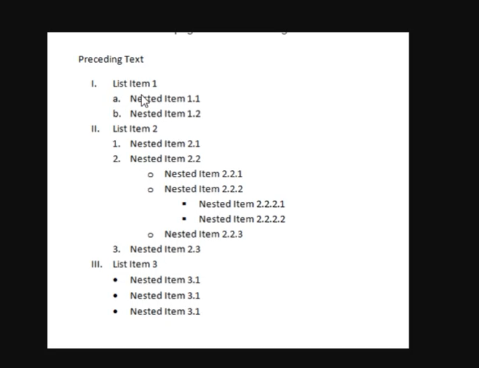 Preceding Text
I. List Item 1
a. Nested Item 1.1
b. Nested Item 1.2
II. List Item 2
1. Nested Item 2.1
2. Nested Item 2.2
o Nested Item 2.2.1
o Nested Item 2.2.2
• Nested Item 2.2.2.1
• Nested Item 2.2.2.2
o Nested Item 2.2.3
3. Nested Item 2.3
III. List Item 3
• Nested Item 3.1
• Nested Item 3.1
• Nested Item 3.1